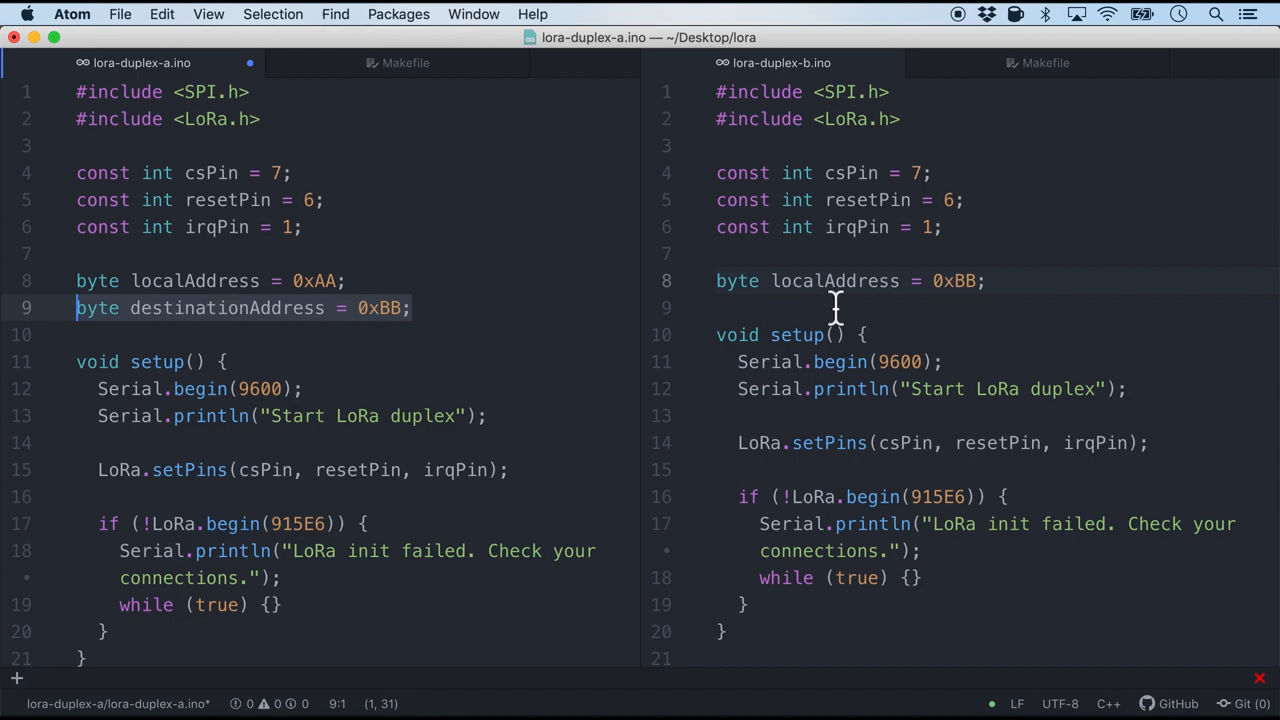 Atom File Edit View Selection Find Packages Window Help
lora-duplex-a.ino — ~/Desktop/lora
lora-duplex-a.ino Makefile
1 #include <SPI.h>
2 #include <LoRa.h>
3
4 const int csPin = 7;
5 const int resetPin = 6;
6 const int irqPin = 1;
7
8 byte localAddress = 0xAA;
9 byte destinationAddress = 0xBB;
10
11 void setup() {
12 Serial.begin(9600);
13 Serial.println("Start LoRa duplex");
14
15 LoRa.setPins(csPin, resetPin, irqPin);
16
17 if (!LoRa.begin(915E6)) {
18 Serial.println("LoRa init failed. Check your
• connections.");
19 while (true) {}
20 }
21 }
lora-duplex-b.ino Makefile
1 #include <SPI.h>
2 #include <LoRa.h>
3
4 const int csPin = 7;
5 const int resetPin = 6;
6 const int irqPin = 1;
7
8 byte localAddress = 0xBB;
9
10 void setup() {
11 Serial.begin(9600);
12 Serial.println("Start LoRa duplex");
13
14 LoRa.setPins(csPin, resetPin, irqPin);
15
16 if (!LoRa.begin(915E6)) {
17 Serial.println("LoRa init failed. Check your
• connections.");
18 while (true) {}
19 }
20 }
21
lora-duplex-a/lora-duplex-a.ino* 0 0 0 9:1 (1, 31) LF UTF-8 C++ GitHub Git (0)